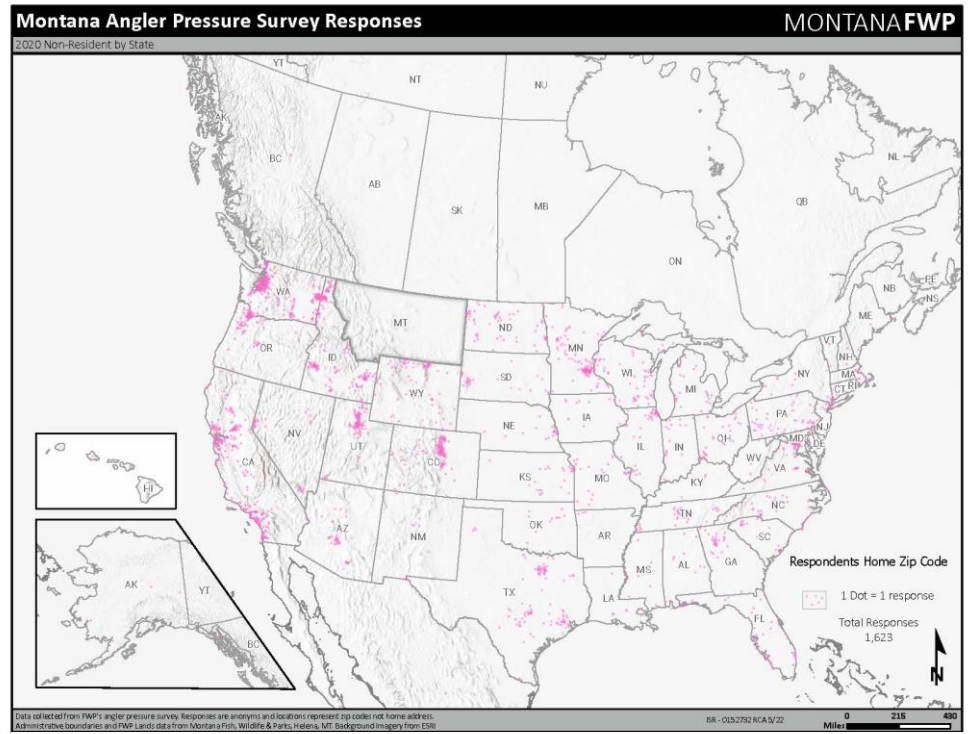 Montana Angler Pressure Survey Responses
MONTANAFWP
2020 Non-Resident by State
YT
NT
NU
AK
BC
AB
SK
MB
ON
QB
NL
NB
PE
NS
WA
MT
ND
MN
ME
OR
ID
WY
SD
WI
MI
VT
NH
NY
MA
CT
RI
NV
UT
CO
NE
IA
IL
IN
OH
PA
NJ
MD
DE
CA
KS
MO
KY
WV
VA
AZ
NM
OK
AR
TN
NC
SC
TX
LA
MS
AL
GA
FL
HI
AK
YT
BC
Respondents Home Zip Code
1 Dot = 1 response
Total Responses
1,623
N
Data collected from FWP's angler pressure survey. Responses are anonyms and locations represent zip codes not home address.
Administrative boundaries and FWP Lands data from Montana Fish, Wildlife & Parks, Helena, MT. Background Imagery from ESRI
ISR - 0152732 RCA 5/22
0 215 430
Miles